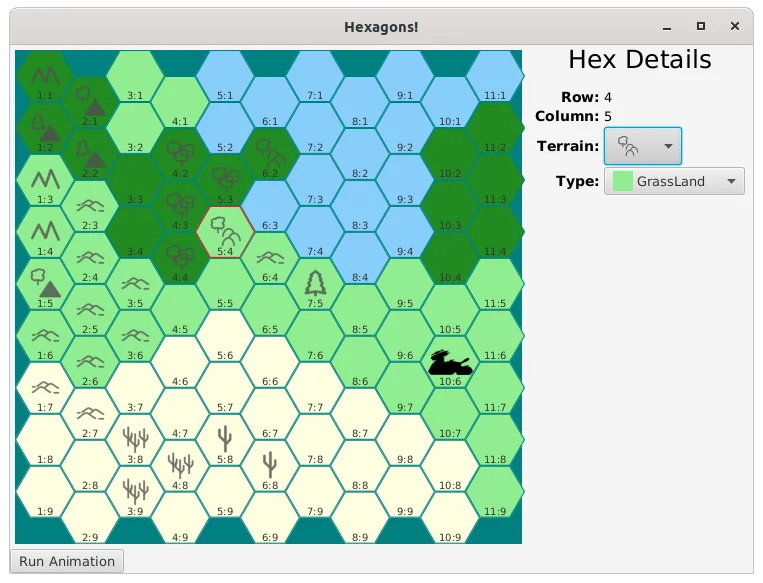 Hexagons!
Hex Details
Row: 4
Column: 5
Terrain:
Type: GrassLand
1:1 3:1 5:1 7:1 9:1 11:1
2:1 4:1 6:1 8:1 10:1
1:2 3:2 5:2 7:2 9:2 11:2
2:2 4:2 6:2 8:2 10:2
1:3 3:3 5:3 7:3 9:3 11:3
2:3 4:3 6:3 8:3 10:3
1:4 3:4 5:4 7:4 9:4 11:4
2:4 4:4 6:4 8:4 10:4
1:5 3:5 5:5 7:5 9:5 11:5
2:5 4:5 6:5 8:5 10:5
1:6 3:6 5:6 7:6 9:6 11:6
2:6 4:6 6:6 8:6 10:6
1:7 3:7 5:7 7:7 9:7 11:7
2:7 4:7 6:7 8:7 10:7
1:8 3:8 5:8 7:8 9:8 11:8
2:8 4:8 6:8 8:8 10:8
1:9 3:9 5:9 7:9 9:9 11:9
2:9 4:9 6:9 8:9 10:9
Run Animation